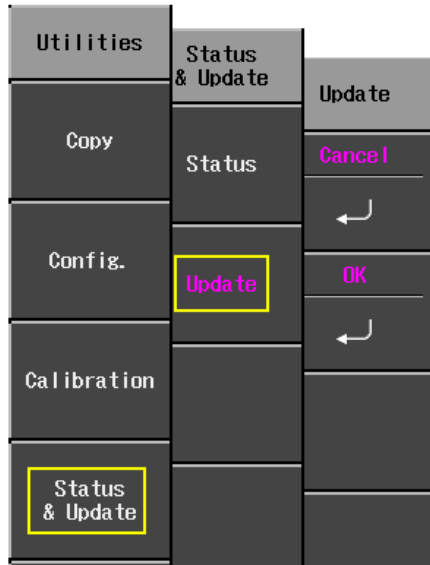 Utilities
Copy
Config.
Calibration
Status
& Update
Status
& Update
Status
Update
Update
Cancel
OK